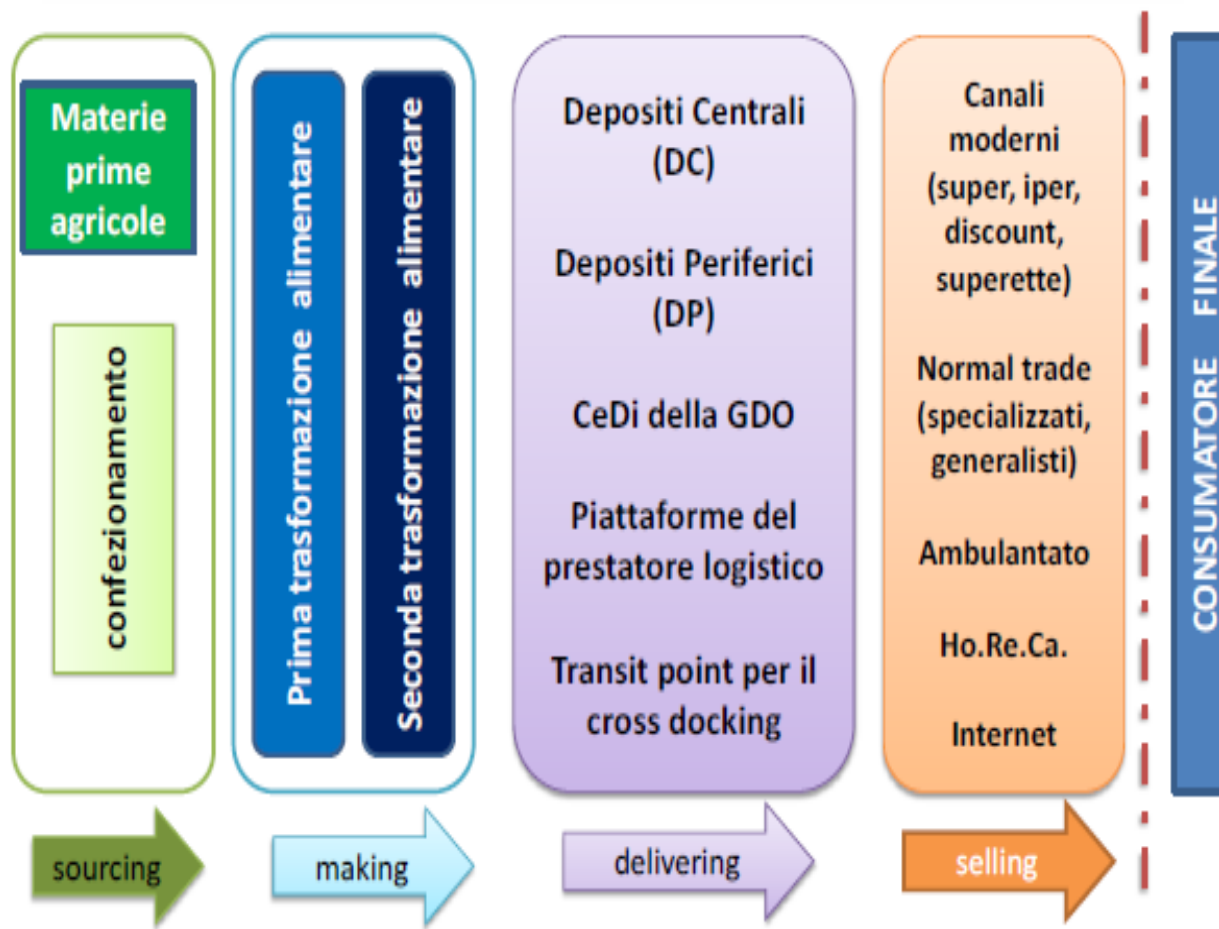 Materie
prime
agricole
confezionamento
Prima trasformazione alimentare
Seconda trasformazione alimentare
Depositi Centrali
(DC)
Depositi Periferici
(DP)
CeDi della GDO
Piattaforme del
prestatore logistico
Transit point per il
cross docking
Canali
moderni
(super, iper,
discount,
superette)
Normal trade
(specializzati,
generalisti)
Ambulantato
Ho.Re.Ca.
Internet
CONSUMATORE FINALE
sourcing
making
delivering
selling